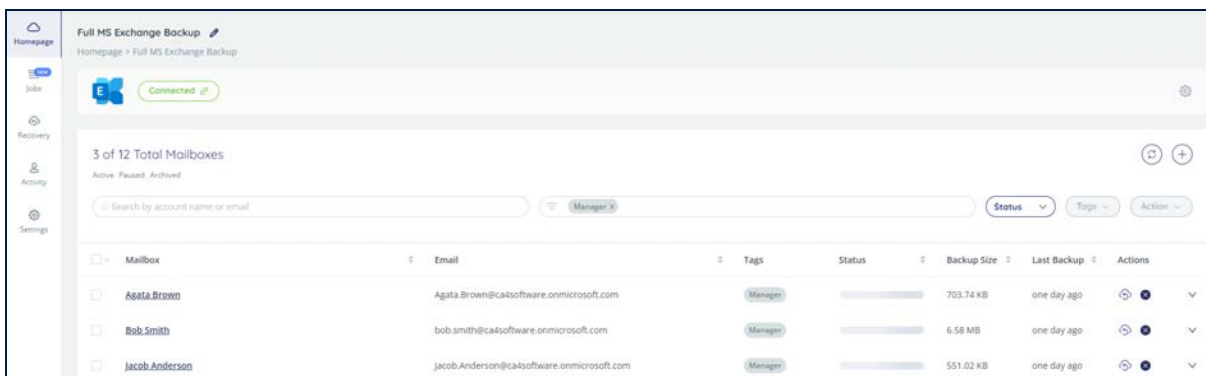 Homepage
NEW
Jobs
Recovery
Activity
Settings
Full MS Exchange Backup
Homepage > Full MS Exchange Backup
E
Connected
3 of 12 Total Mailboxes
Active Paused Archived
Search by account name or email
Manager x
Status
Tags
Action
Mailbox Email Tags Status Backup Size Last Backup Actions
Agata Brown Agata.Brown@ca4software.onmicrosoft.com Manager 703.74 KB one day ago
Bob Smith bob.smith@ca4software.onmicrosoft.com Manager 6.58 MB one day ago
Jacob Anderson Jacob.Anderson@ca4software.onmicrosoft.com Manager 551.02 KB one day ago